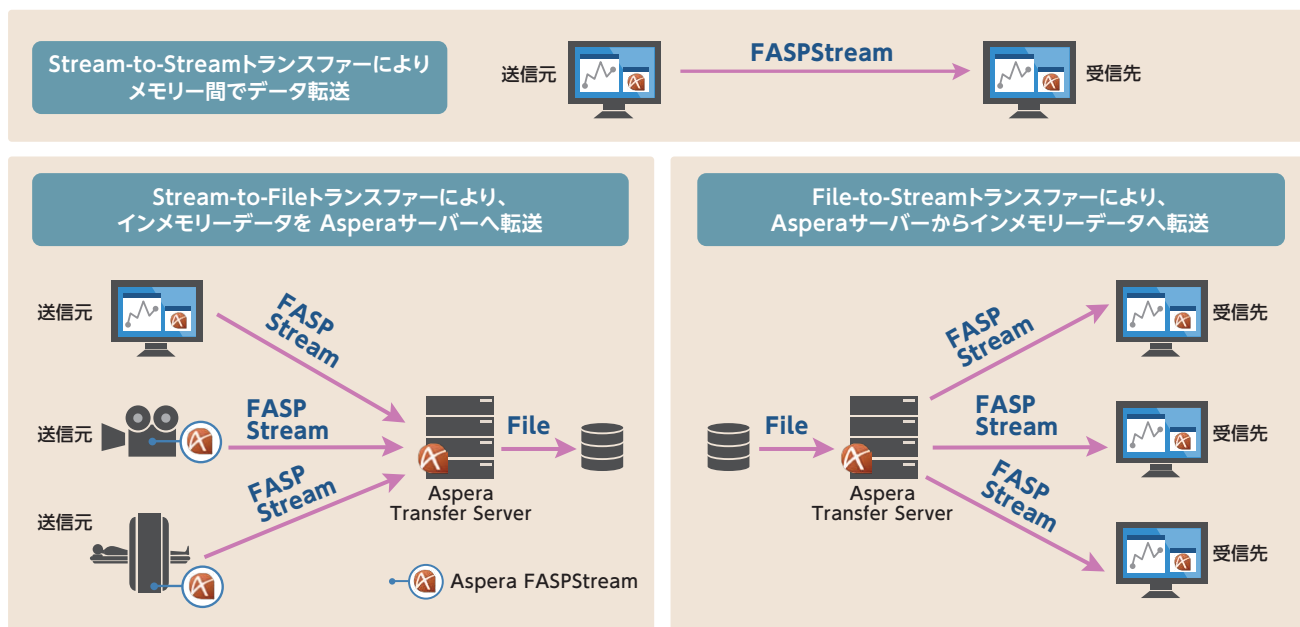 Stream-to-Streamトランスファーにより
メモリー間でデータ転送
送信元
FASPStream
受信先
Stream-to-Fileトランスファーにより、
インメモリーデータを Asperaサーバーへ転送
送信元
FASP
Stream
送信元
FASP
Stream
送信元
FASP
Stream
File
Aspera
Transfer Server
Aspera FASPStream
File-to-Streamトランスファーにより、
Asperaサーバーからインメモリーデータへ転送
File
Aspera
Transfer Server
FASP
Stream
受信先
FASP
Stream
受信先
FASP
Stream
受信先